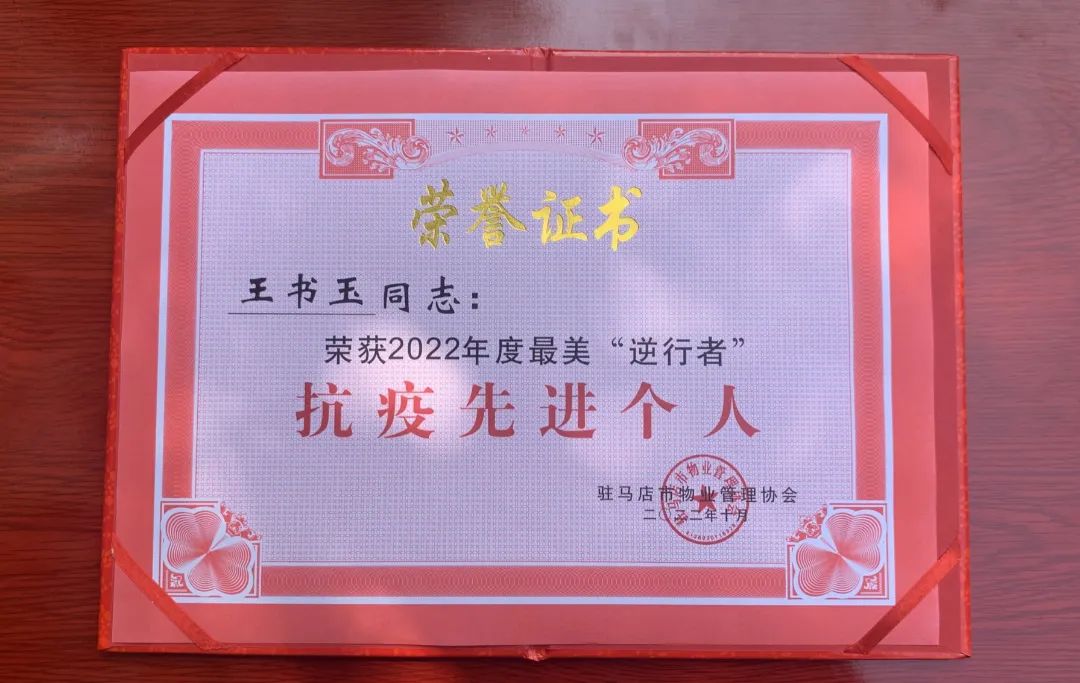 荣誉证书
王书玉同志：
荣获2022年度最美“逆行者”
抗疫先进个人
驻马店市物业管理协会
二〇二二年十月